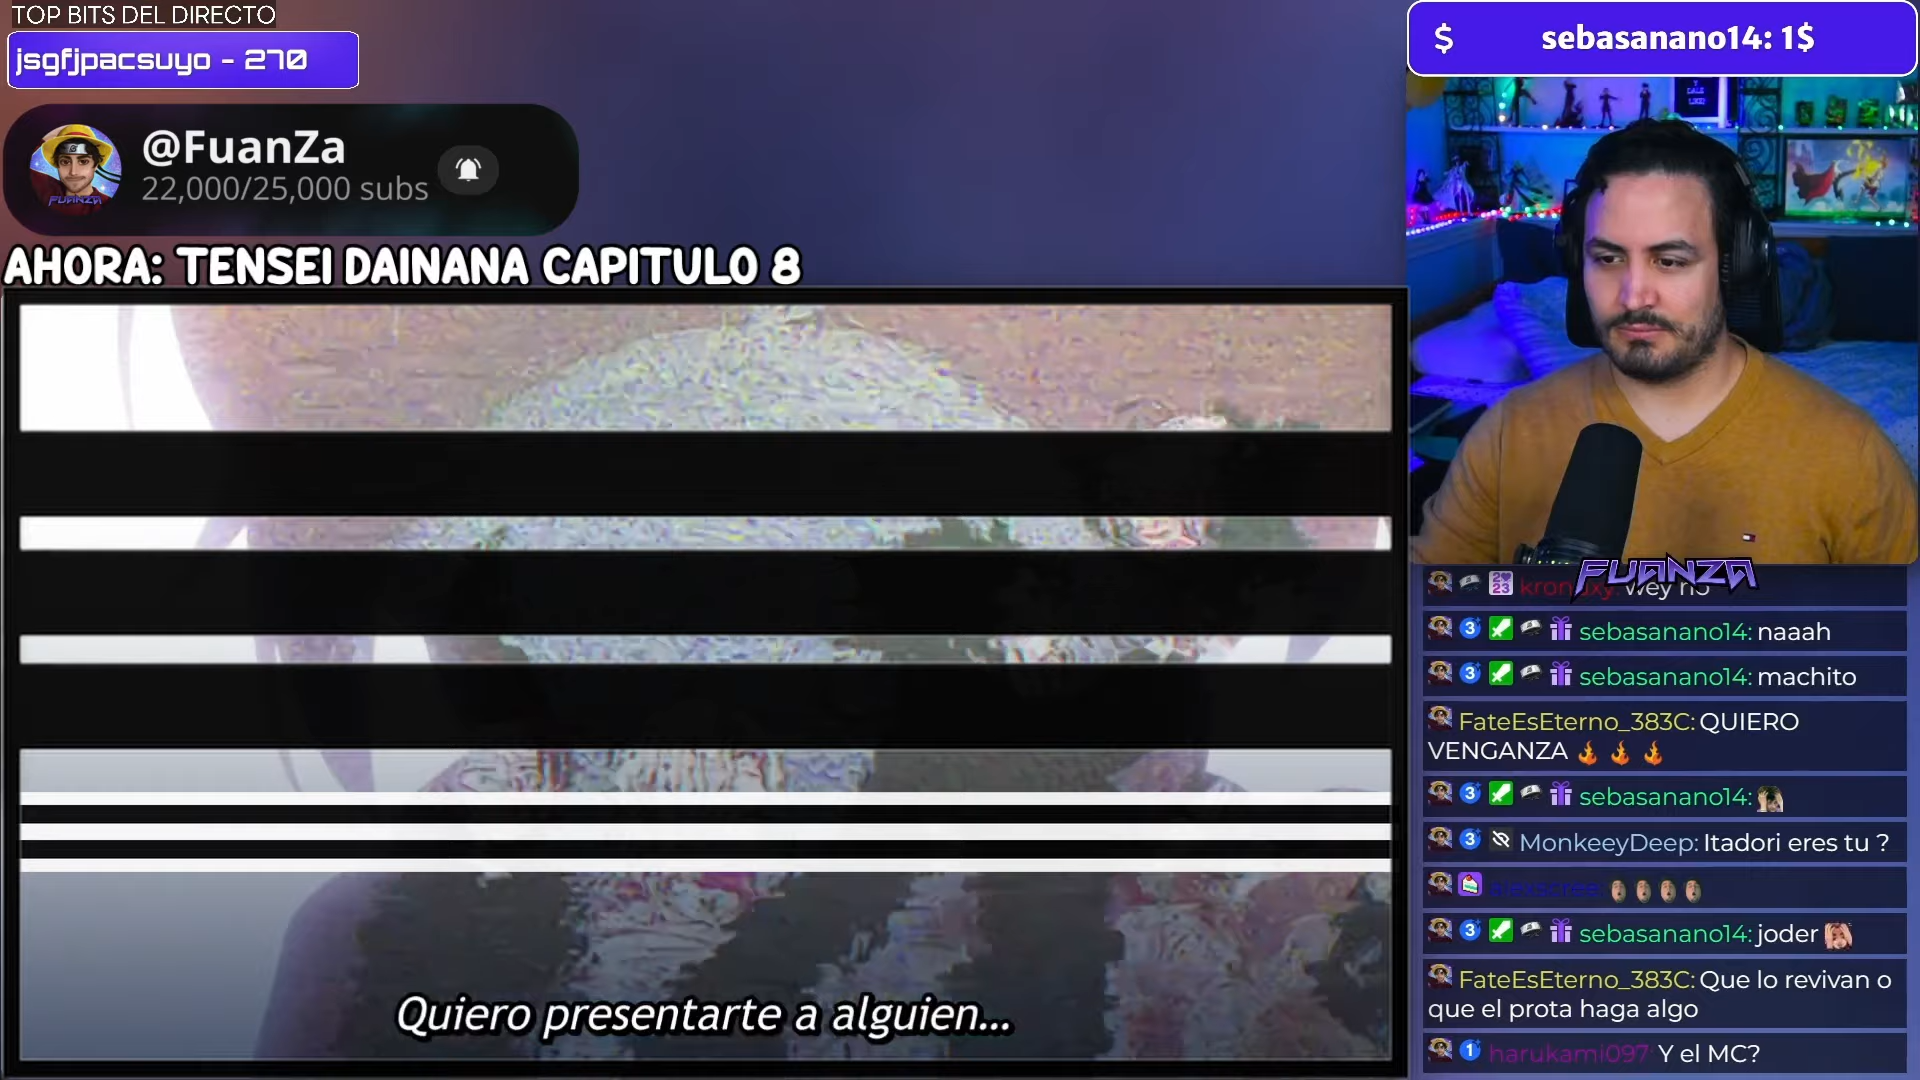 TOP BITS DEL DIRECTO
jsgfjpacsuyo - 270
@FuanZa
22,000/25,000 subs
AHORA: TENSEI DAINANA CAPITULO 8
Quiero presentarte a alguien...
$ sebasanano14: 1$
FUANZA
wey no
sebasanano14: naaah
sebasanano14: machito
FateEsEterno_383C: QUIERO
VENGANZA
sebasanano14:
MonkeeyDeep: Itadori eres tu ?
sebasanano14: joder
FateEsEterno_383C: Que lo revivan o
que el prota haga algo
harukami097: Y el MC?